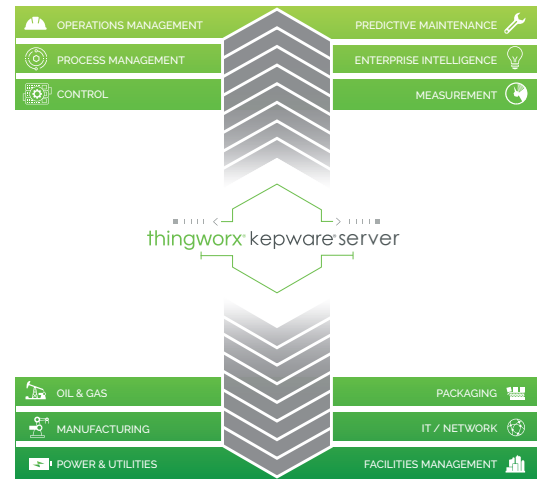 OPERATIONS MANAGEMENT
PREDICTIVE MAINTENANCE
PROCESS MANAGEMENT
ENTERPRISE INTELLIGENCE
CONTROL
MEASUREMENT
thingworx® kepware® server
OIL & GAS
PACKAGING
MANUFACTURING
IT / NETWORK
POWER & UTILITIES
FACILITIES MANAGEMENT